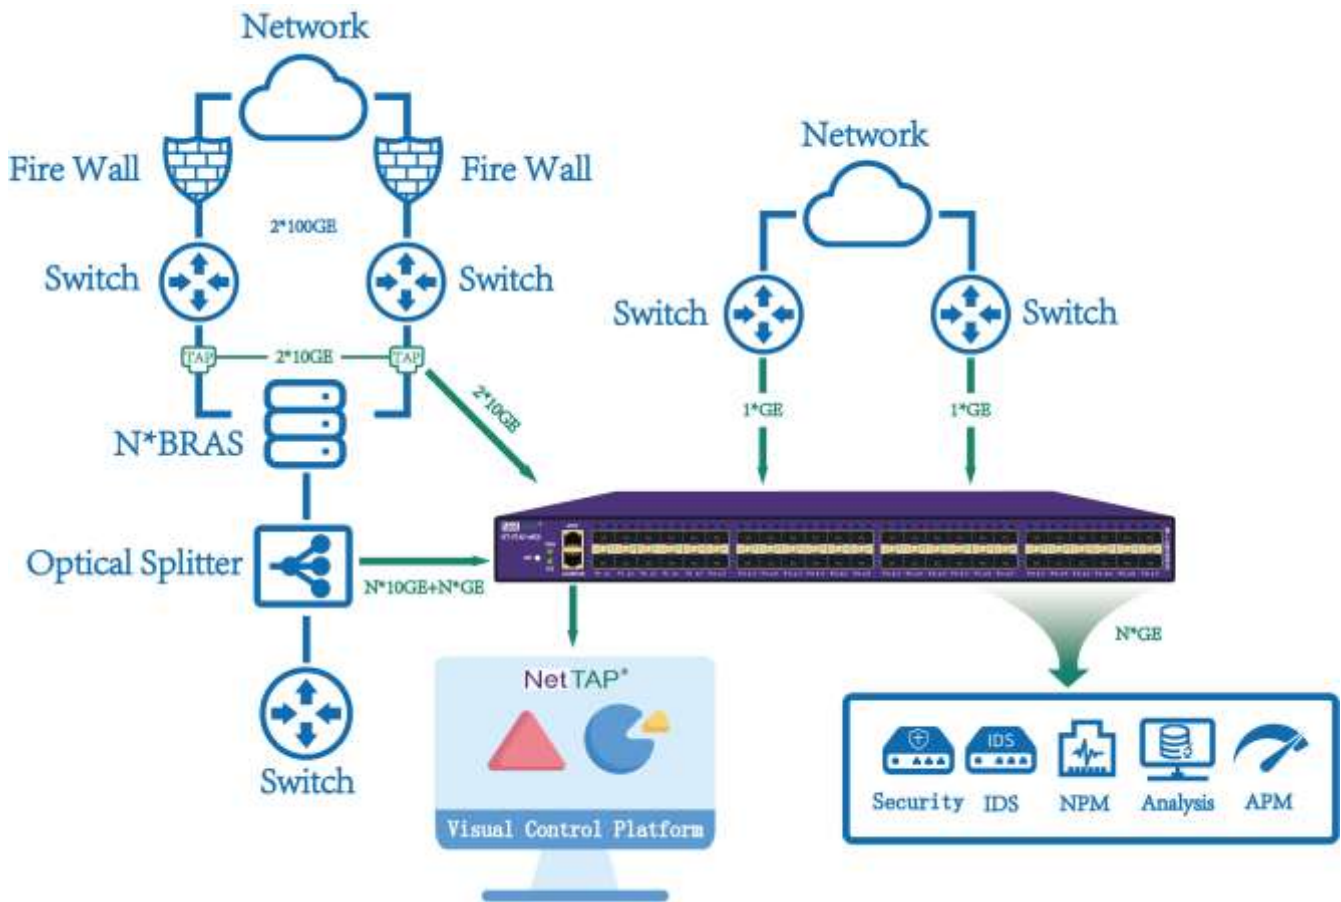 Network
Fire Wall
Fire Wall
2*100GE
Switch
Switch
TAP
2*10GE
TAP
2*10GE
N*BRAS
Optical Splitter
N*10GE+N*GE
Switch
Network
Switch
Switch
1*GE
1*GE
N*GE
NetTAP®
Visual Control Platform
IDS
Security
IDS
NPM
Analysis
APM